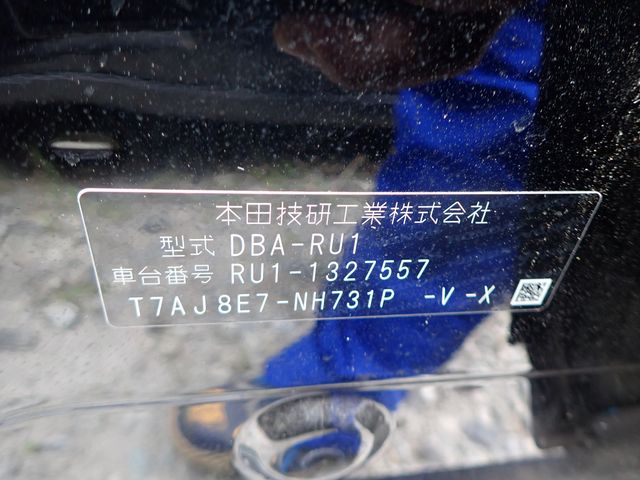 本田技研工業株式会社
型式 DBA-RU1
車台番号 RU1-1327557
T7AJ8E7-NH731P -V -X